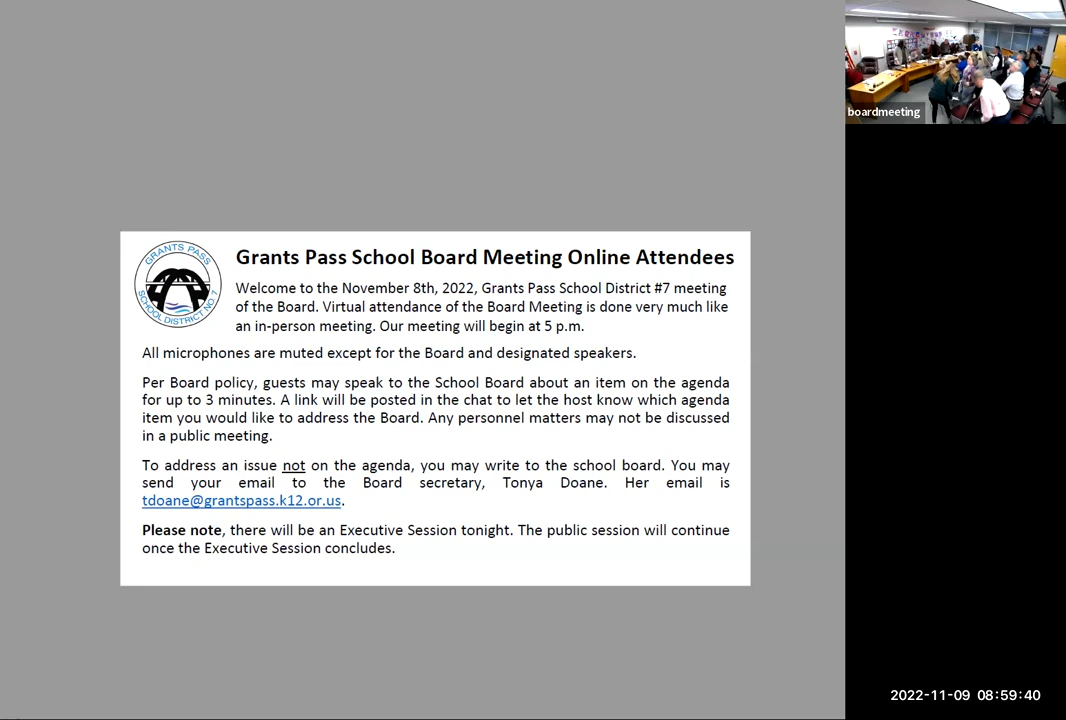 boardmeeting
GRANTS PASS
SCHOOL DISTRICT NO. 7
Grants Pass School Board Meeting Online Attendees
Welcome to the November 8th, 2022, Grants Pass School District #7 meeting
of the Board. Virtual attendance of the Board Meeting is done very much like
an in-person meeting. Our meeting will begin at 5 p.m.
All microphones are muted except for the Board and designated speakers.
Per Board policy, guests may speak to the School Board about an item on the agenda
for up to 3 minutes. A link will be posted in the chat to let the host know which agenda
item you would like to address the Board. Any personnel matters may not be discussed
in a public meeting.
To address an issue not on the agenda, you may write to the school board. You may
send your email to the Board secretary, Tonya Doane. Her email is
tdoane@grantspass.k12.or.us.
Please note, there will be an Executive Session tonight. The public session will continue
once the Executive Session concludes.
2022-11-09 08:59:40